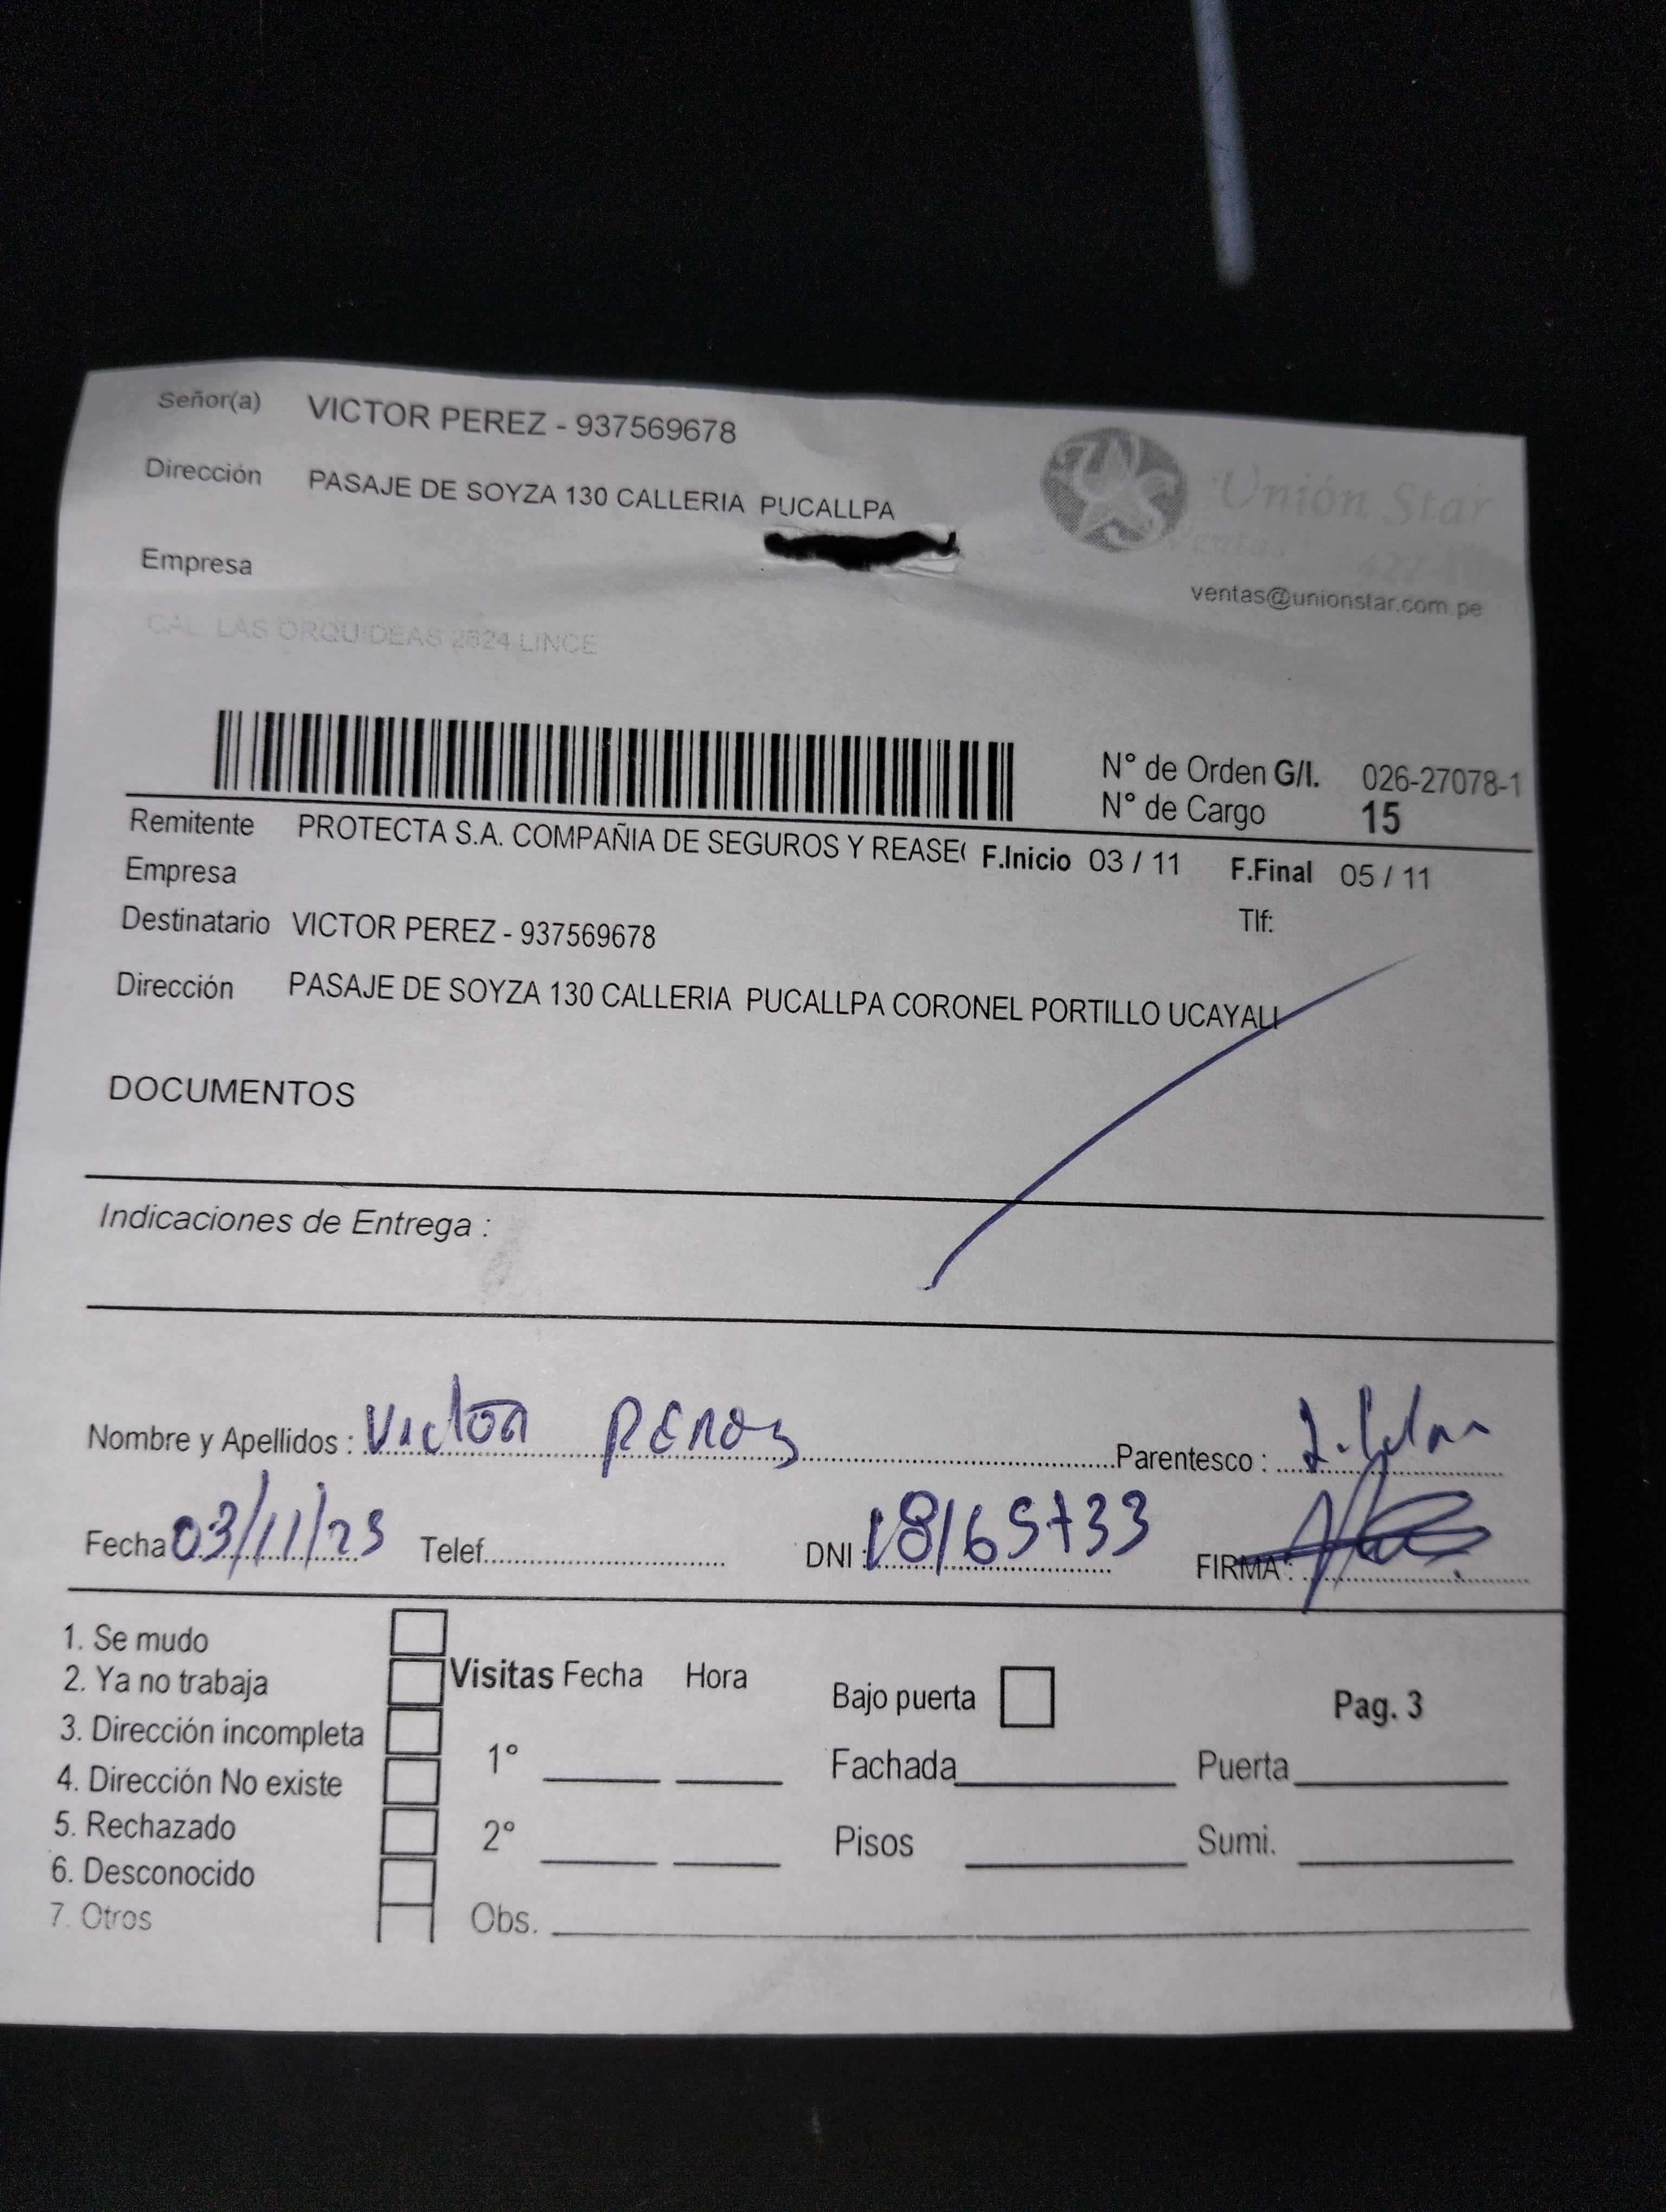 Señor(a) VICTOR PEREZ - 937569678
Dirección PASAJE DE SOYZA 130 CALLERIA PUCALLPA
Unión Star
Ventas
Empresa
ventas@unionstar.com.pe
CAL LAS ORQUIDEAS 2624 LINCE
N° de Orden G/I. 026-27078-1
N° de Cargo 15
Remitente PROTECTA S.A. COMPAÑIA DE SEGUROS Y REASE F.Inicio 03 / 11 F.Final 05 / 11
Empresa
Destinatario VICTOR PEREZ - 937569678 Tlf:
Dirección PASAJE DE SOYZA 130 CALLERIA PUCALLPA CORONEL PORTILLO UCAYALI
DOCUMENTOS
Indicaciones de Entrega :
Nombre y Apellidos : Victor Perez Parentesco :
Fecha 03/11/23 Telef. DNI : 18165733 FIRMA :
1. Se mudo
2. Ya no trabaja Visitas Fecha Hora Bajo puerta Pag. 3
3. Dirección incompleta
4. Dirección No existe 1° Fachada Puerta
5. Rechazado 2° Pisos Sumi.
6. Desconocido
7. Otros Obs.